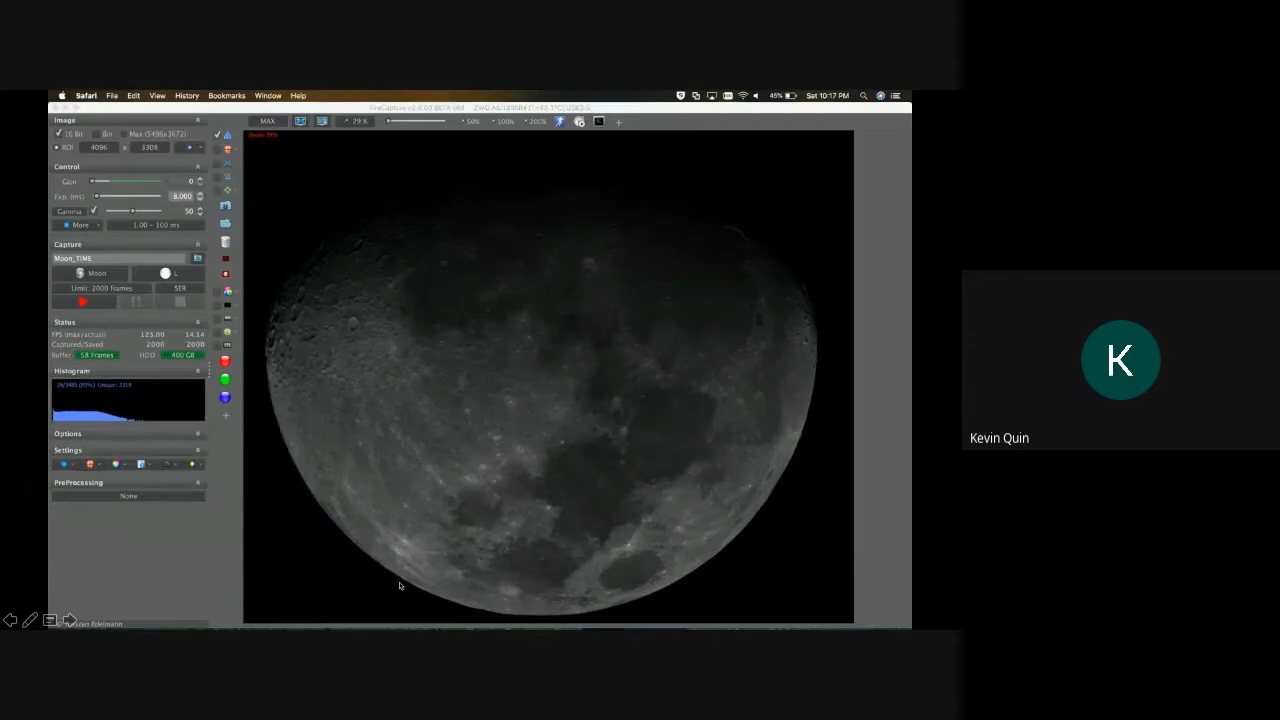 Safari File Edit View History Bookmarks Window Help 45% Sat 10:17 PM
Image MAX 29 % 50% 100% 200%
16 Bit Bin Max (5496x3672)
ROI 4096 x 3308
Control
Gain 0
Exp. (ms) 8.000
Gamma 50
More 1.00 - 100 ms
Capture
Moon_TIME
Moon L
Limit: 2000 frames SER
Status
FPS (max/actual) 125.00 14.14
Captured/Saved 2000 2000
Buffer 58 Frames HDD 400 GB
Histogram
Options
Settings
PreProcessing
None
Edelmann
K
Kevin Quin